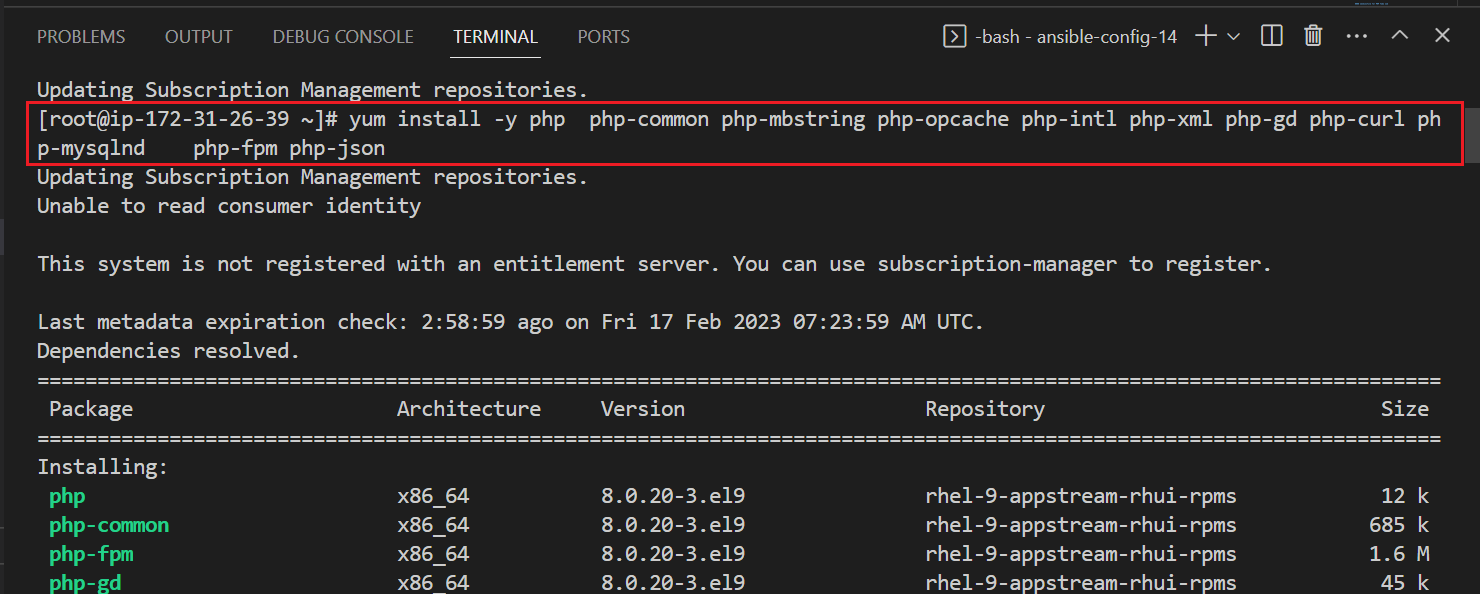 PROBLEMS OUTPUT DEBUG CONSOLE TERMINAL PORTS -bash - ansible-config-14
Updating Subscription Management repositories.
[root@ip-172-31-26-39 ~]# yum install -y php  php-common php-mbstring php-opcache php-intl php-xml php-gd php-curl ph
p-mysqlnd    php-fpm php-json
Updating Subscription Management repositories.
Unable to read consumer identity
This system is not registered with an entitlement server. You can use subscription-manager to register.
Last metadata expiration check: 2:58:59 ago on Fri 17 Feb 2023 07:23:59 AM UTC.
Dependencies resolved.
=====================================================================================================================
Package Architecture Version Repository Size
=====================================================================================================================
Installing:
php x86_64 8.0.20-3.el9 rhel-9-appstream-rhui-rpms 12 k
php-common x86_64 8.0.20-3.el9 rhel-9-appstream-rhui-rpms 685 k
php-fpm x86_64 8.0.20-3.el9 rhel-9-appstream-rhui-rpms 1.6 M
php-gd x86_64 8.0.20-3.el9 rhel-9-appstream-rhui-rpms 45 k